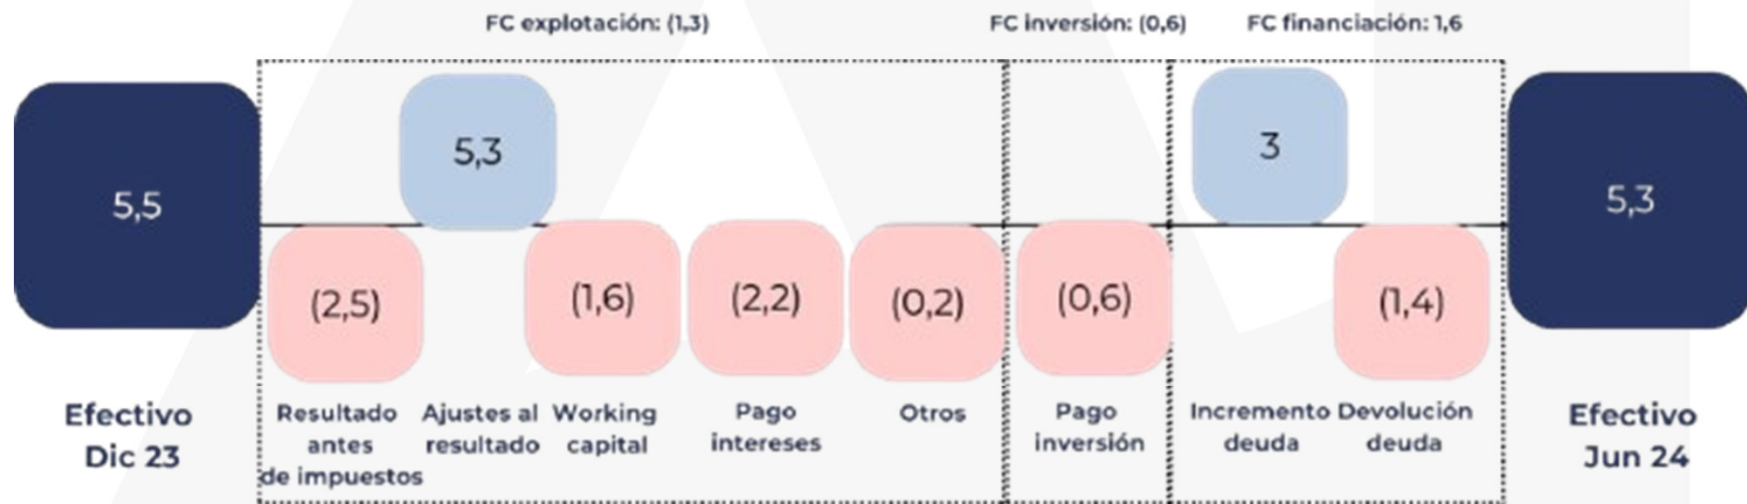 FC explotación: (1,3)
FC inversión: (0,6)
FC financiación: 1,6
5,5
5,3
3
5,3
(2,5)
(1,6)
(2,2)
(0,2)
(0,6)
(1,4)
Efectivo
Dic 23
Resultado
antes
de impuestos
Ajustes al
resultado
Working
capital
Pago
intereses
Otros
Pago
inversión
Incremento
deuda
Devolución
deuda
Efectivo
Jun 24